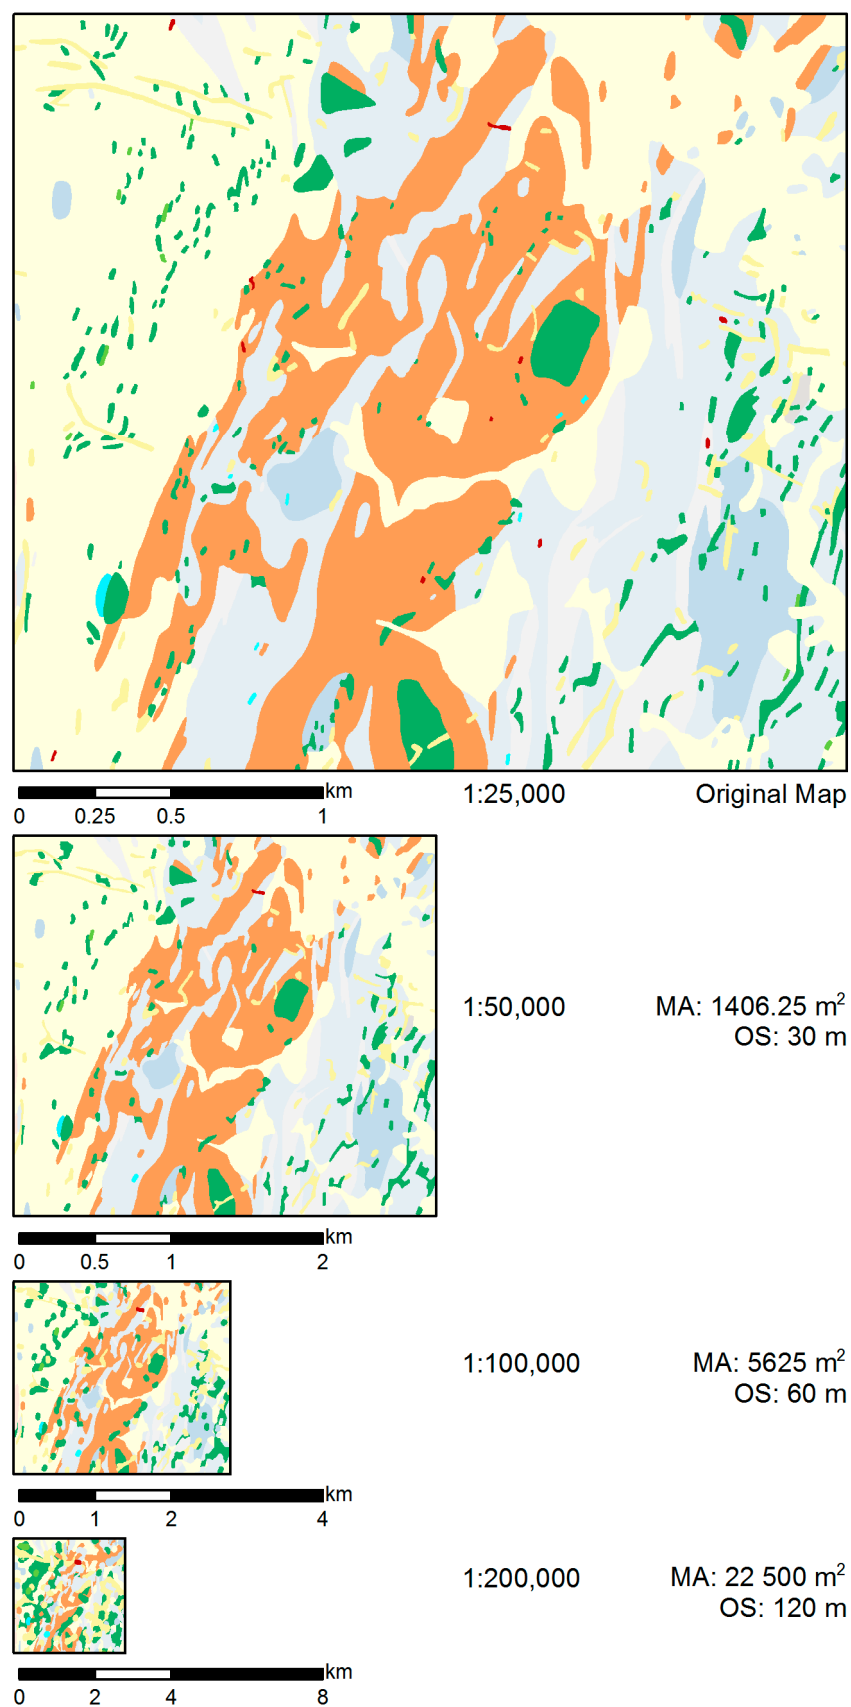 km
0 0.25 0.5 1
1:25,000
Original Map
km
0 0.5 1 2
1:50,000
MA: 1406.25 m²
OS: 30 m
km
0 1 2 4
1:100,000
MA: 5625 m²
OS: 60 m
km
0 2 4 8
1:200,000
MA: 22 500 m²
OS: 120 m